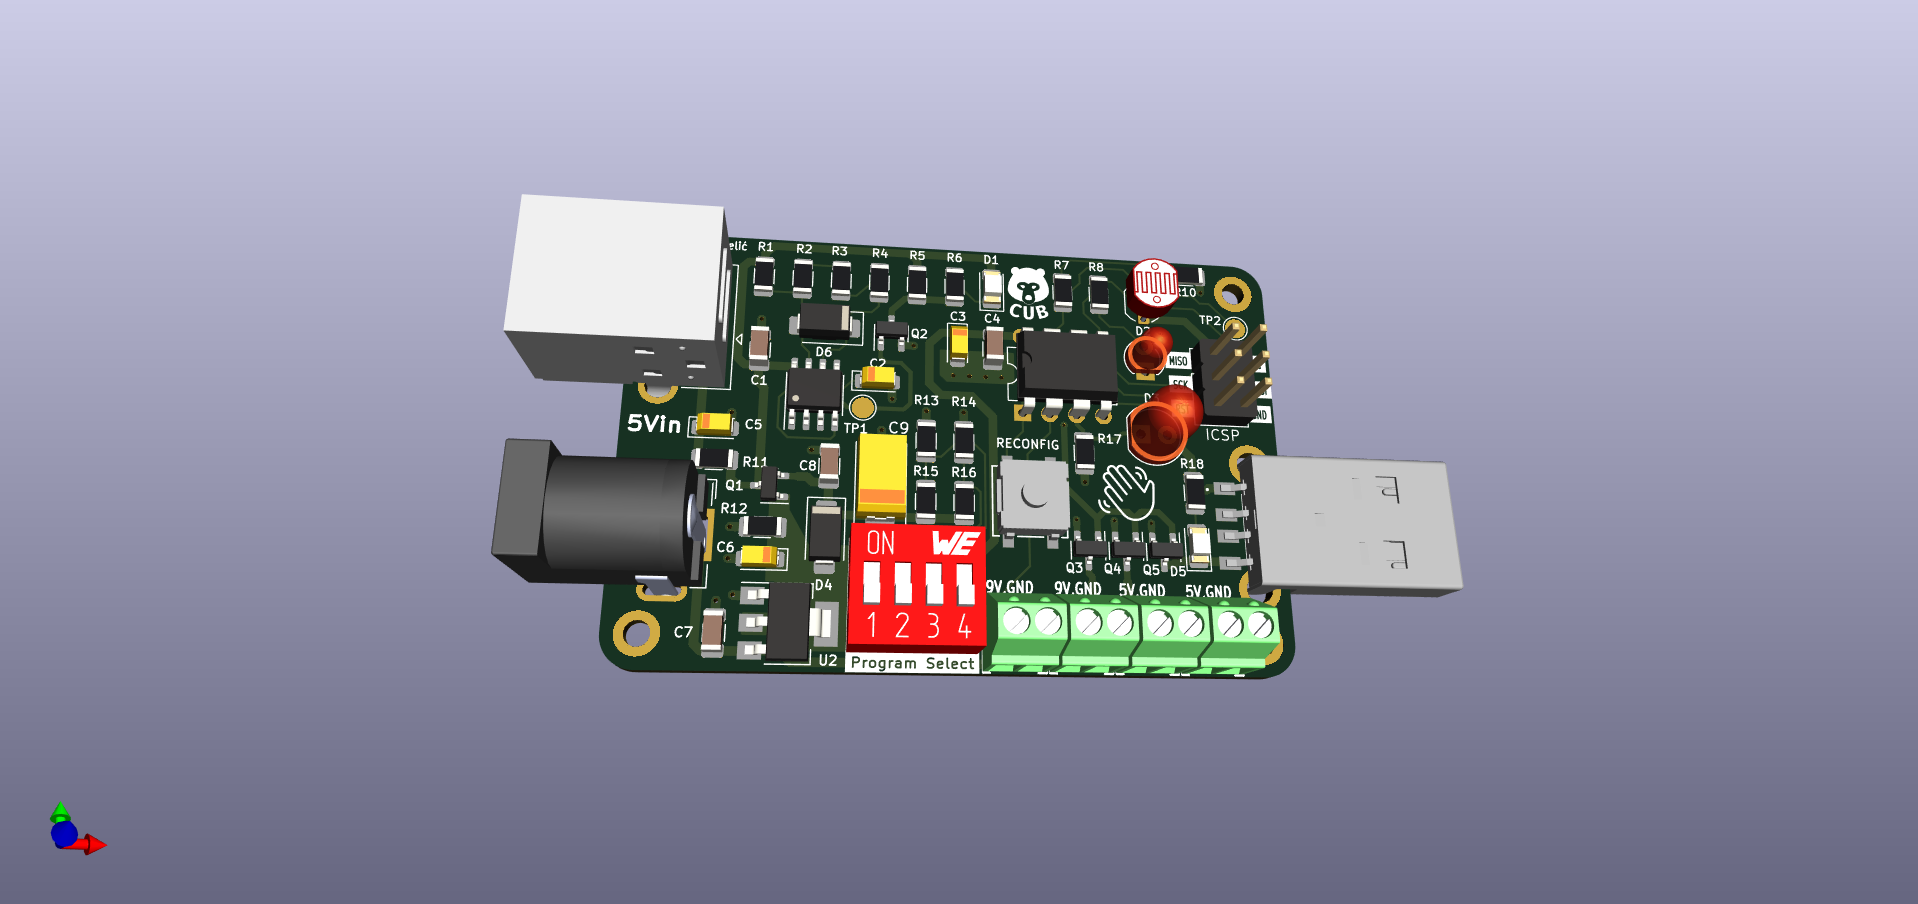 R1
R2
R3
R4
R5
R6
D1
R7
R8
CUB
TP2
C3
C4
Q2
D6
C1
C2
MISO
SCK
ICSP
5Vin
C5
TP1
C9
R13
R14
RECONFIG
R17
R11
C8
R15
R16
R18
Q1
R12
C6
ON
WE
1 2 3 4
Program Select
D4
C7
U2
Q3
Q4
Q5
D5
9V GND
9V GND
5V GND
5V GND